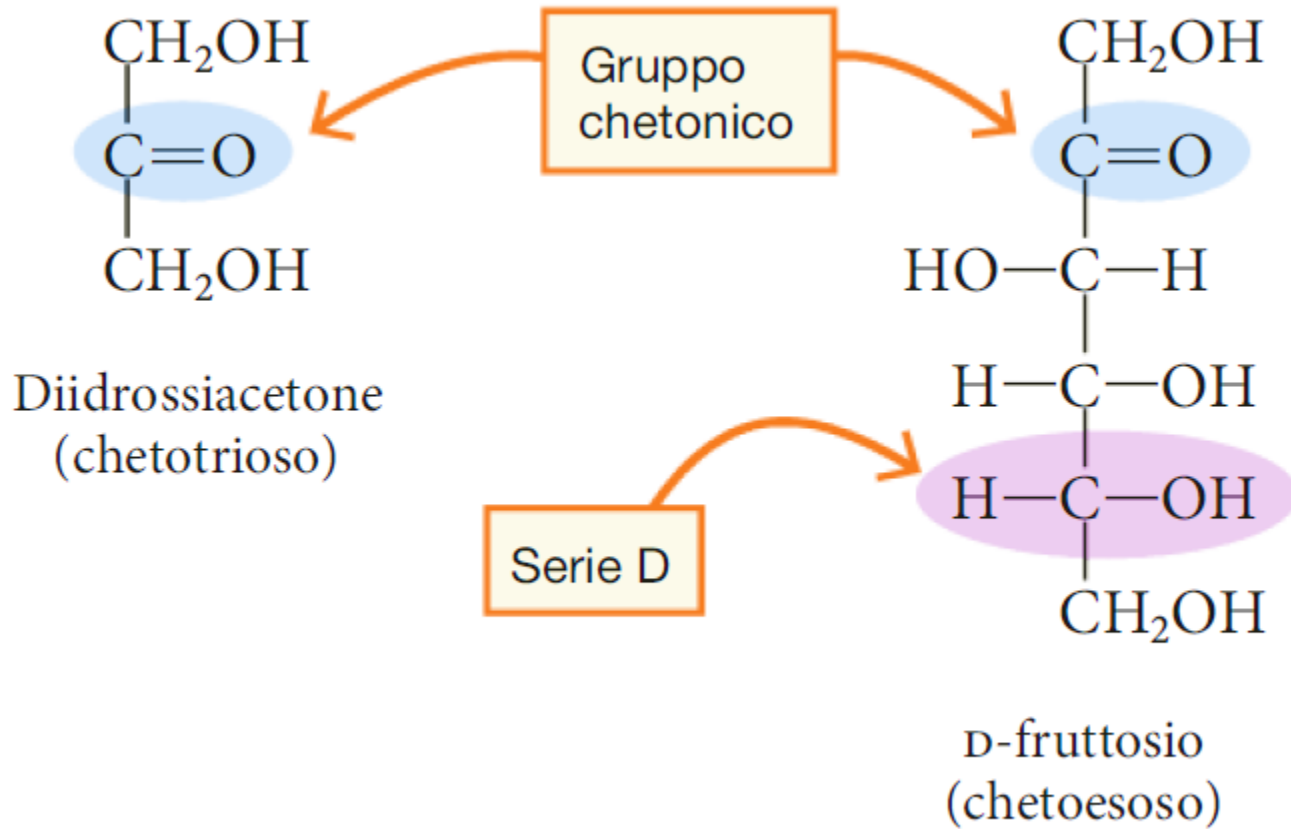 CH₂OH
C=O
CH₂OH
Diidrossiacetone
(chetotrioso)
Gruppo
chetonico
Serie D
CH₂OH
C=O
HO—C—H
H—C—OH
H—C—OH
CH₂OH
D-fruttosio
(chetoesoso)